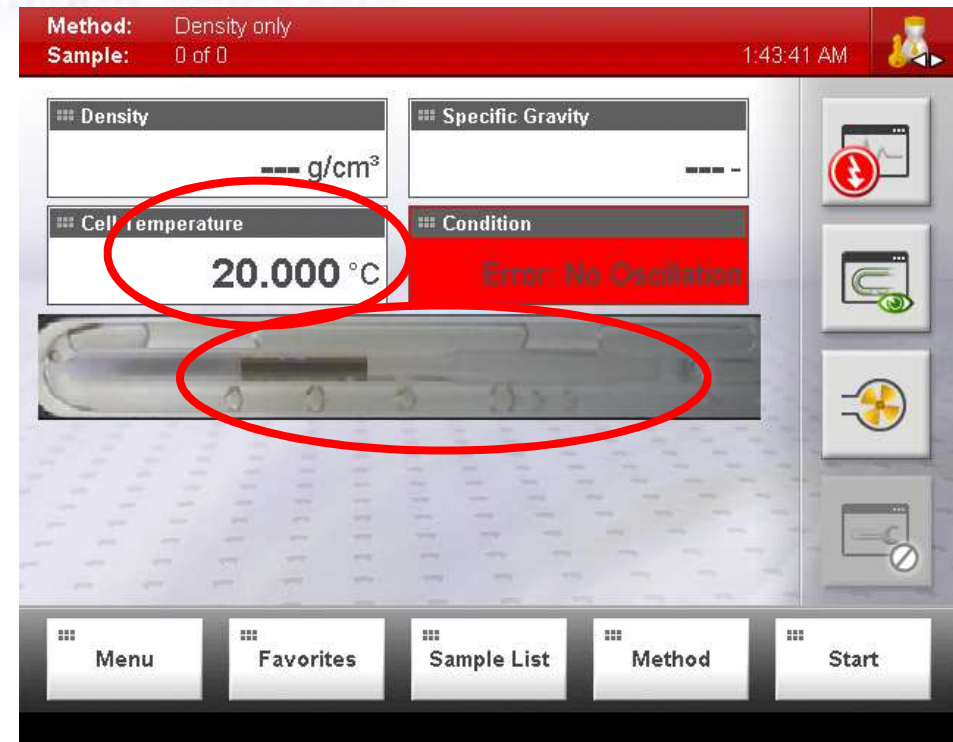 Method: Density only
Sample: 0 of 0 1:43:41 AM
Density Specific Gravity
--- g/cm³ --- -
Cell Temperature Condition
20.000 °C Error: No Oscillation
Menu Favorites Sample List Method Start